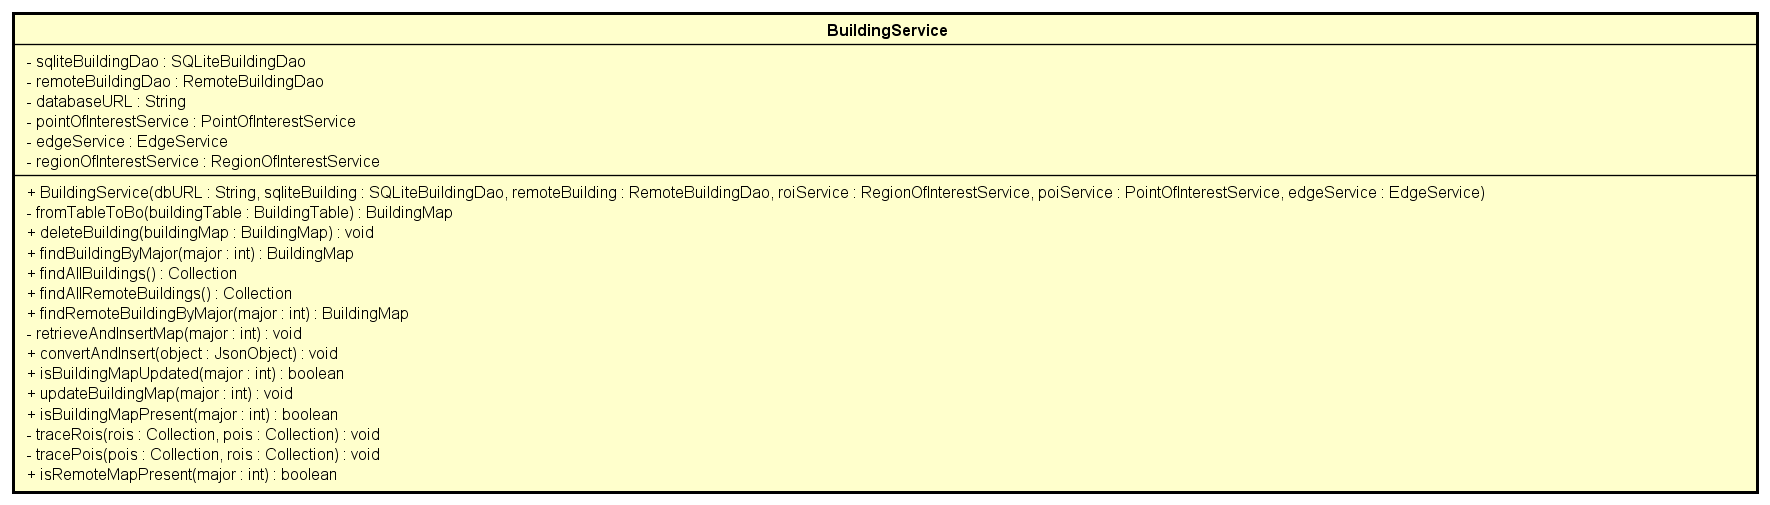 BuildingService
- sqliteBuildingDao : SQLiteBuildingDao
- remoteBuildingDao : RemoteBuildingDao
- databaseURL : String
- pointOfInterestService : PointOfInterestService
- edgeService : EdgeService
- regionOfInterestService : RegionOfInterestService
+ BuildingService(dbURL : String, sqliteBuilding : SQLiteBuildingDao, remoteBuilding : RemoteBuildingDao, roiService : RegionOfInterestService, poiService : PointOfInterestService, edgeService : EdgeService)
- fromTableToBo(buildingTable : BuildingTable) : BuildingMap
+ deleteBuilding(buildingMap : BuildingMap) : void
+ findBuildingByMajor(major : int) : BuildingMap
+ findAllBuildings() : Collection
+ findAllRemoteBuildings() : Collection
+ findRemoteBuildingByMajor(major : int) : BuildingMap
- retrieveAndInsertMap(major : int) : void
+ convertAndInsert(object : JsonObject) : void
+ isBuildingMapUpdated(major : int) : boolean
+ updateBuildingMap(major : int) : void
+ isBuildingMapPresent(major : int) : boolean
- traceRois(rois : Collection, pois : Collection) : void
- tracePois(pois : Collection, rois : Collection) : void
+ isRemoteMapPresent(major : int) : boolean